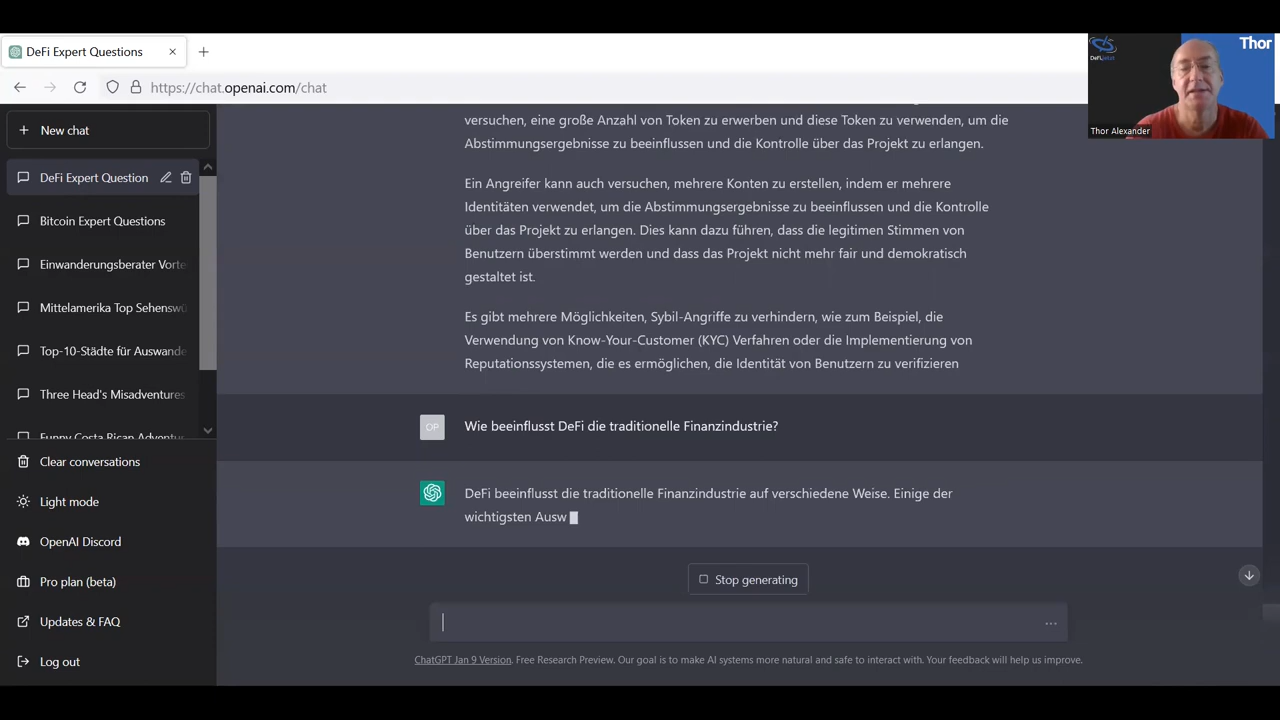 DeFi Expert Questions
https://chat.openai.com/chat
Thor
DeFi.Jetzt
Thor Alexander
New chat
DeFi Expert Question
Bitcoin Expert Questions
Einwanderungsberater Vorte
Mittelamerika Top Sehenswü
Top-10-Städte für Auswande
Three Head's Misadventures
Funny Costa Rican Adventur
Clear conversations
Light mode
OpenAI Discord
Pro plan (beta)
Updates & FAQ
Log out
versuchen, eine große Anzahl von Token zu erwerben und diese Token zu verwenden, um die
Abstimmungsergebnisse zu beeinflussen und die Kontrolle über das Projekt zu erlangen.
Ein Angreifer kann auch versuchen, mehrere Konten zu erstellen, indem er mehrere
Identitäten verwendet, um die Abstimmungsergebnisse zu beeinflussen und die Kontrolle
über das Projekt zu erlangen. Dies kann dazu führen, dass die legitimen Stimmen von
Benutzern überstimmt werden und dass das Projekt nicht mehr fair und demokratisch
gestaltet ist.
Es gibt mehrere Möglichkeiten, Sybil-Angriffe zu verhindern, wie zum Beispiel, die
Verwendung von Know-Your-Customer (KYC) Verfahren oder die Implementierung von
Reputationssystemen, die es ermöglichen, die Identität von Benutzern zu verifizieren
OP
Wie beeinflusst DeFi die traditionelle Finanzindustrie?
DeFi beeinflusst die traditionelle Finanzindustrie auf verschiedene Weise. Einige der
wichtigsten Ausw
Stop generating
ChatGPT Jan 9 Version. Free Research Preview. Our goal is to make AI systems more natural and safe to interact with. Your feedback will help us improve.